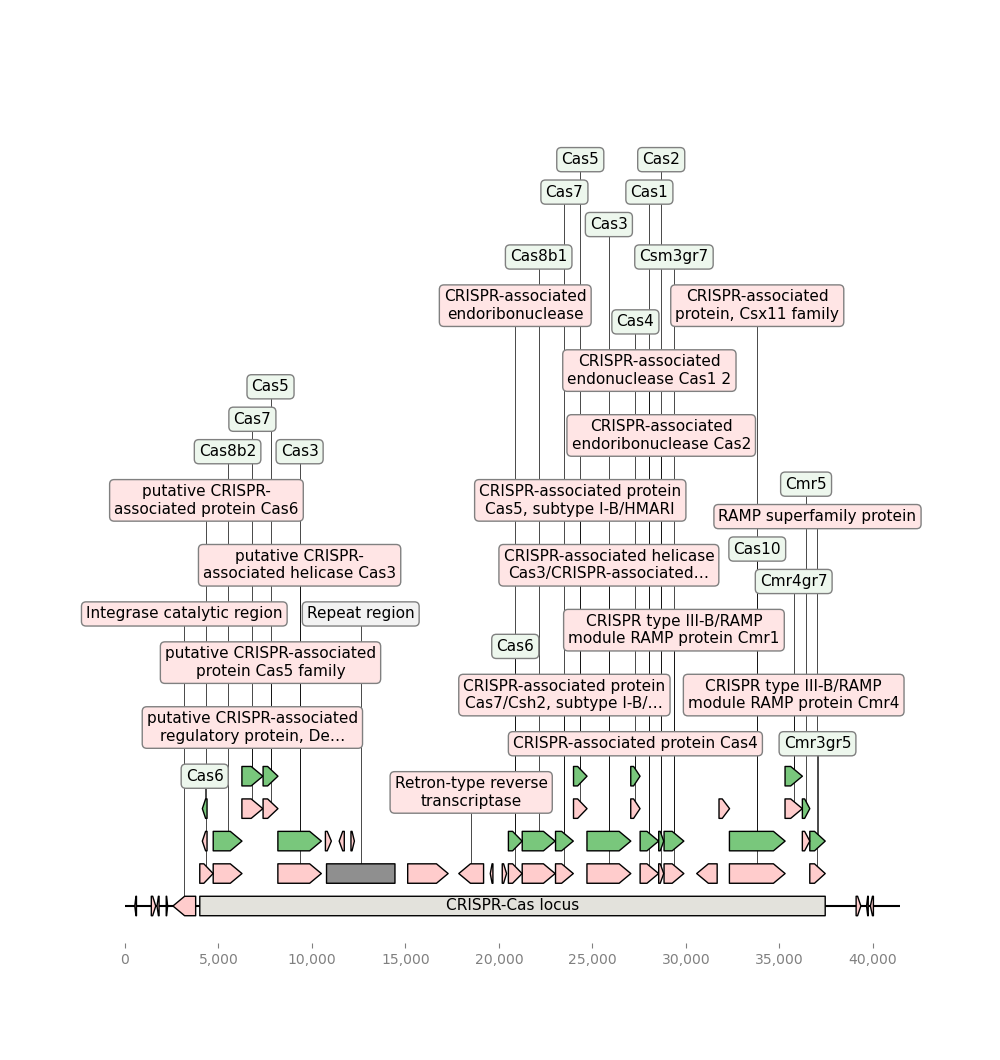 Cas5
Cas2
Cas7
Cas1
Cas3
Cas8b1
Csm3gr7
CRISPR-associated
endoribonuclease
CRISPR-associated
protein, Csx11 family
Cas4
CRISPR-associated
endonuclease Cas1 2
Cas5
Cas7
CRISPR-associated
endoribonuclease Cas2
Cas8b2
Cas3
Cmr5
putative CRISPR-
associated protein Cas6
CRISPR-associated protein
Cas5, subtype I-B/HMARI
RAMP superfamily protein
Cas10
putative CRISPR-
associated helicase Cas3
CRISPR-associated helicase
Cas3/CRISPR-associated…
Cmr4gr7
Integrase catalytic region
Repeat region
CRISPR type III-B/RAMP
module RAMP protein Cmr1
Cas6
putative CRISPR-associated
protein Cas5 family
CRISPR-associated protein
Cas7/Csh2, subtype I-B/…
CRISPR type III-B/RAMP
module RAMP protein Cmr4
putative CRISPR-associated
regulatory protein, De…
CRISPR-associated protein Cas4
Cmr3gr5
Cas6
Retron-type reverse
transcriptase
CRISPR-Cas locus
0
5,000
10,000
15,000
20,000
25,000
30,000
35,000
40,000